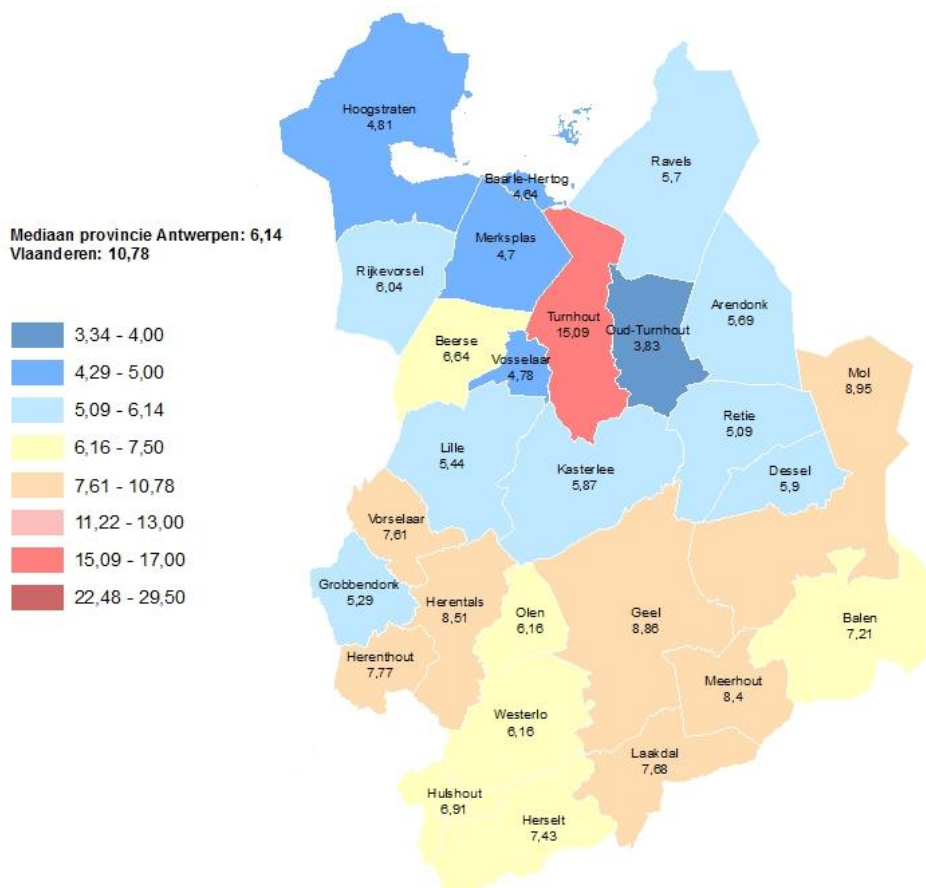 Mediaan provincie Antwerpen: 6,14
Vlaanderen: 10,78
3,34 - 4,00
4,29 - 5,00
5,09 - 6,14
6,16 - 7,50
7,61 - 10,78
11,22 - 13,00
15,09 - 17,00
22,48 - 29,50
Hoogstraten
4,81
Ravels
5,7
Baarle-Hertog
4,64
Merksplas
4,7
Rijkevorsel
6,04
Turnhout
15,09
Oud-Turnhout
3,83
Arendonk
5,69
Beerse
6,64
Vosselaar
4,78
Mol
8,95
Retie
5,09
Lille
5,44
Kasterlee
5,87
Dessel
5,9
Vorselaar
7,61
Grobbendonk
5,29
Herentals
8,51
Olen
6,16
Geel
8,86
Balen
7,21
Herenthout
7,77
Meerhout
8,4
Westerlo
6,16
Laakdal
7,68
Hulshout
6,91
Herselt
7,43